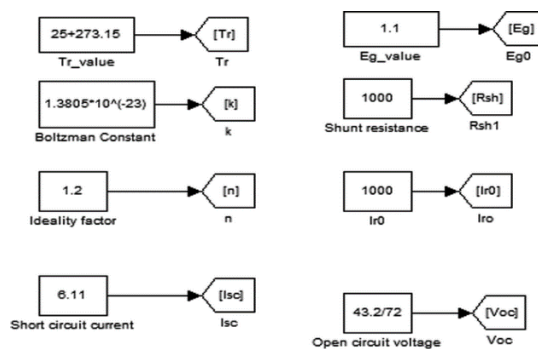 25+273.15
[Tr]
Tr_value
Tr
1.1
[Eg]
Eg_value
Eg0
1.3805*10^(-23)
[k]
Boltzman Constant
k
1000
[Rsh]
Shunt resistance
Rsh1
1.2
[n]
Ideality factor
n
1000
[Ir0]
Ir0
Iro
6.11
[Isc]
Short circuit current
Isc
43.2/72
[Voc]
Open circuit voltage
Voc